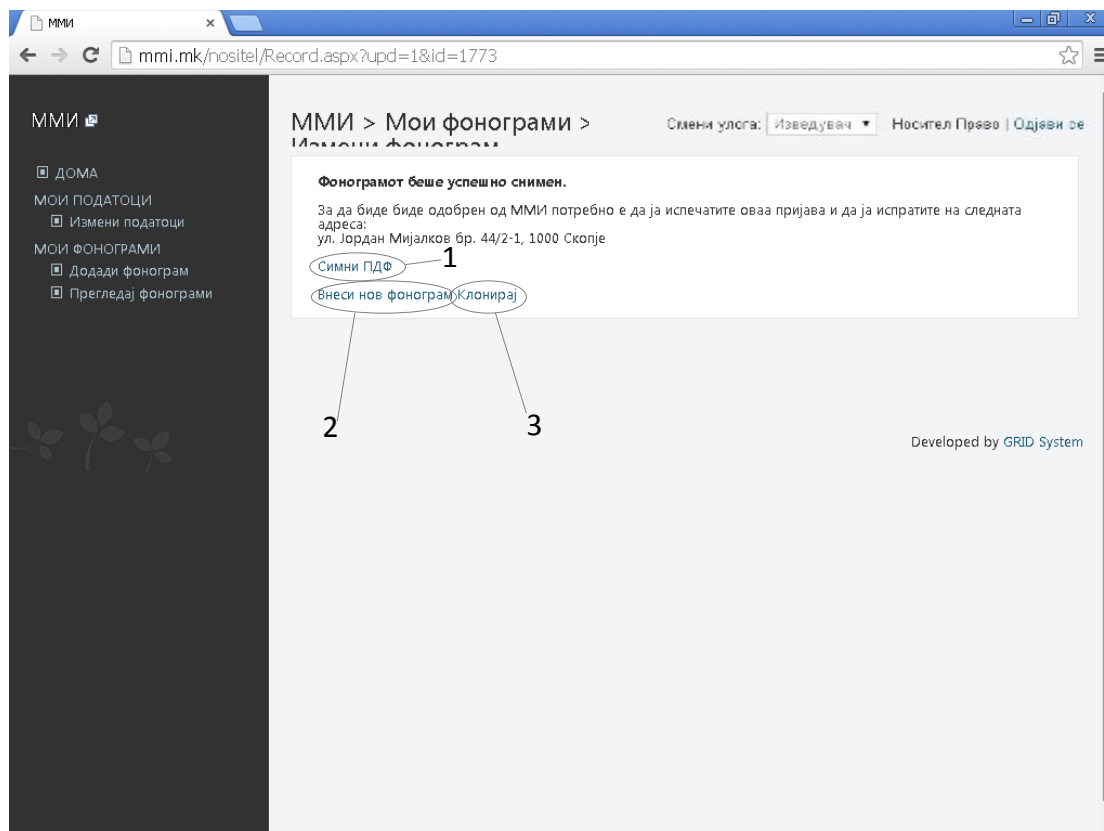 ММИ
mmi.mk/nositel/Record.aspx?upd=1&id=1773
ММИ
ММИ > Мои фонограми >
Измени фонограм
Смени улога: Изведувач Носител Право | Одјави се
ДОМА
МОИ ПОДАТОЦИ
Измени податоци
МОИ ФОНОГРАМИ
Додади фонограм
Прегледај фонограми
Фонограмот беше успешно снимен.
За да биде биде одобрен од ММИ потребно е да ја испечатите оваа пријава и да ја испратите на следната
адреса:
ул. Јордан Мијалков бр. 44/2-1, 1000 Скопје
Симни ПДФ 1
Внеси нов фонограм Клонирај
2 3
Developed by GRID System